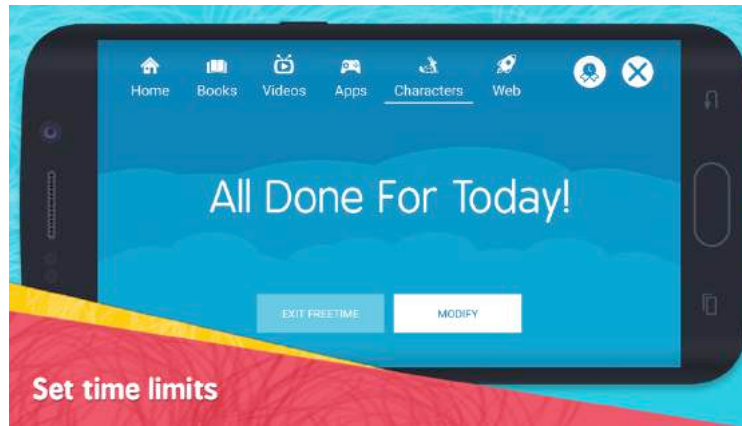 Home Books Videos Apps Characters Web
All Done For Today!
EXIT FREETIME MODIFY
Set time limits